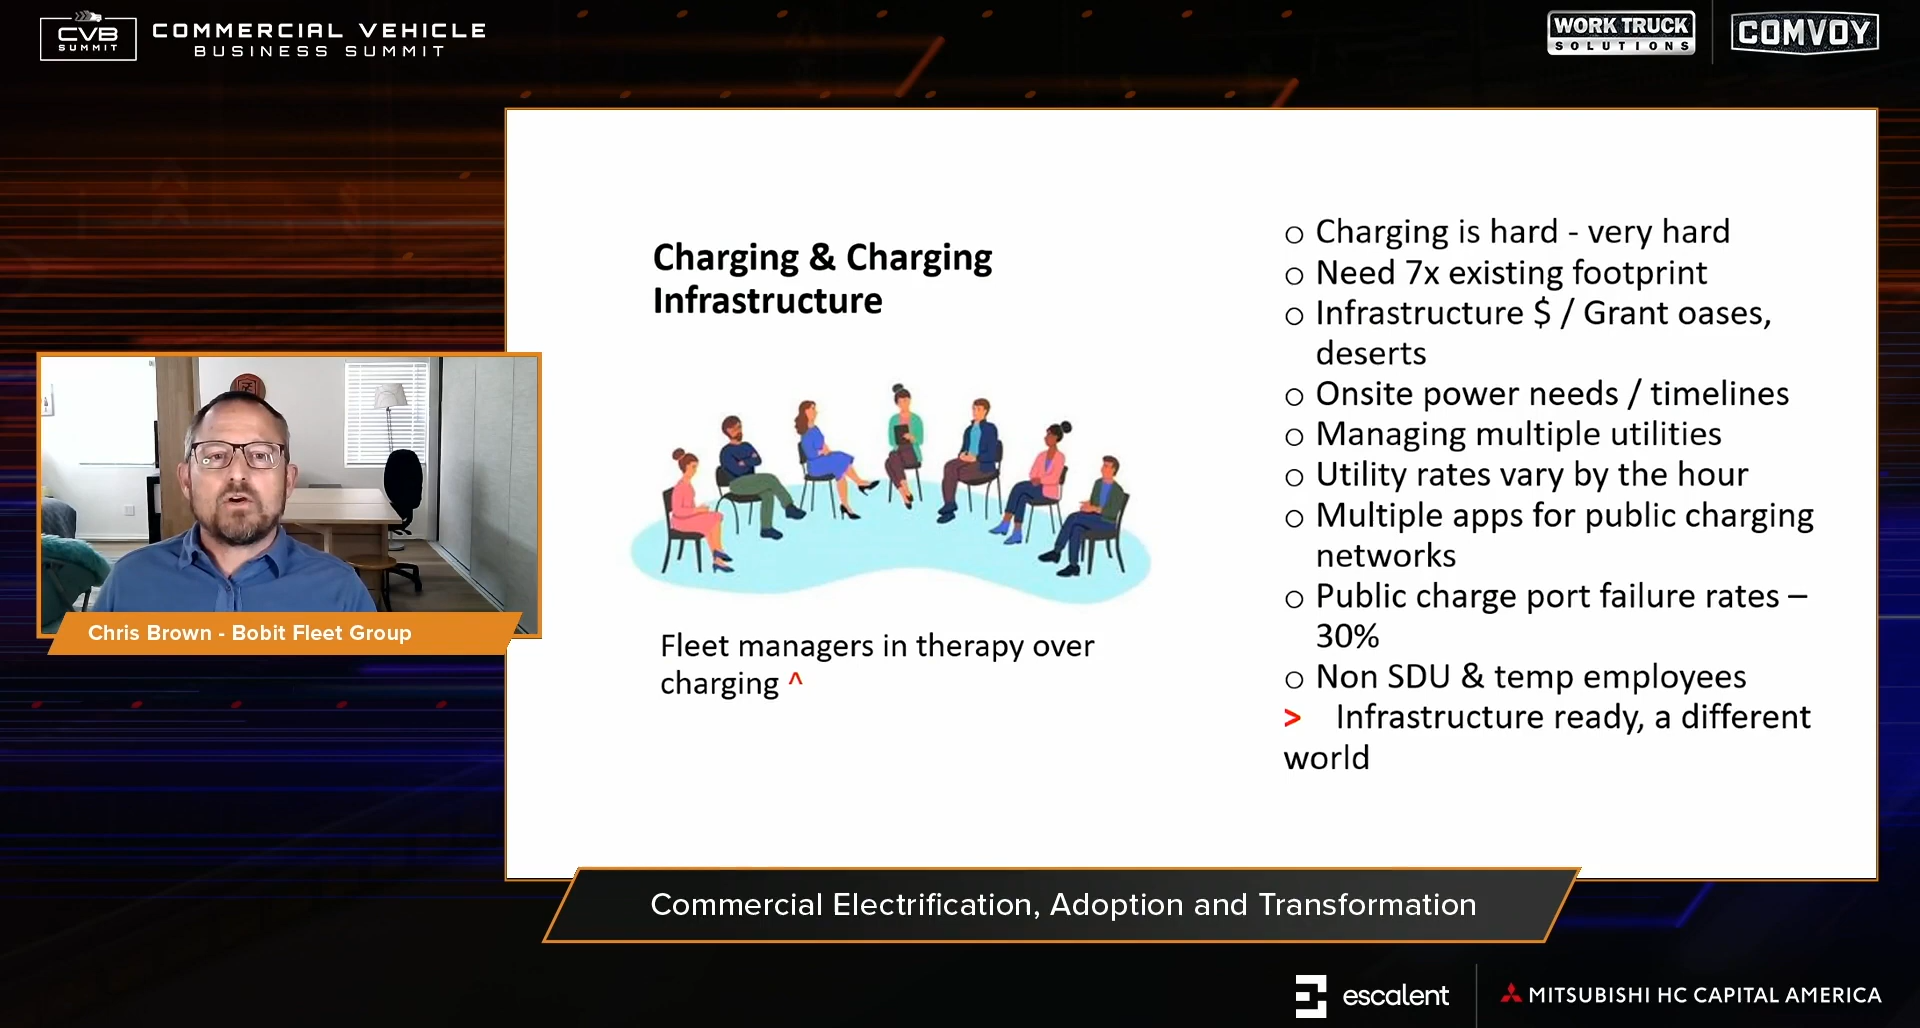 CVB
SUMMIT
COMMERCIAL VEHICLE
BUSINESS SUMMIT
WORK TRUCK
SOLUTIONS
COMVOY
Charging & Charging
Infrastructure
Fleet managers in therapy over
charging ^
o Charging is hard - very hard
o Need 7x existing footprint
o Infrastructure $ / Grant oases,
deserts
o Onsite power needs / timelines
o Managing multiple utilities
o Utility rates vary by the hour
o Multiple apps for public charging
networks
o Public charge port failure rates –
30%
o Non SDU & temp employees
> Infrastructure ready, a different
world
Chris Brown - Bobit Fleet Group
Commercial Electrification, Adoption and Transformation
escalent
MITSUBISHI HC CAPITAL AMERICA